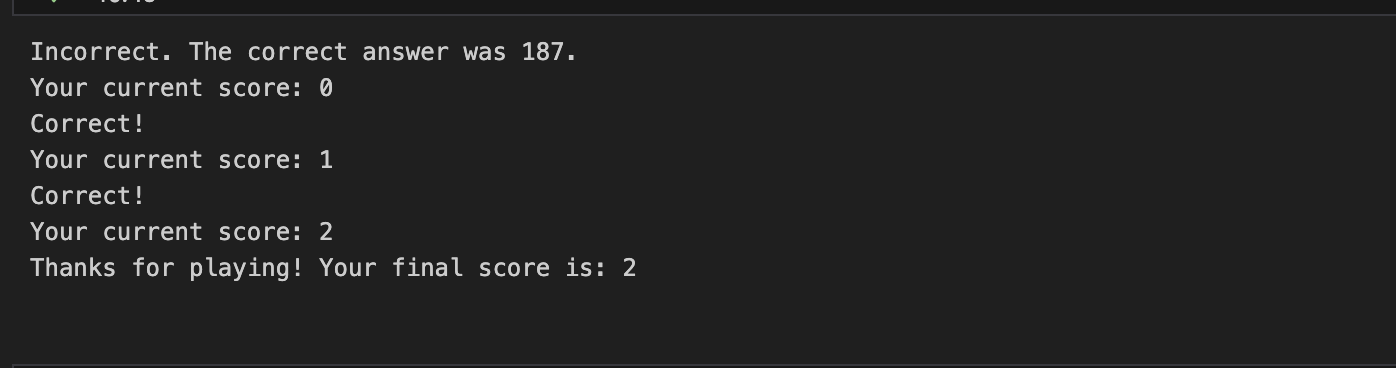 Incorrect. The correct answer was 187.
Your current score: 0
Correct!
Your current score: 1
Correct!
Your current score: 2
Thanks for playing! Your final score is: 2